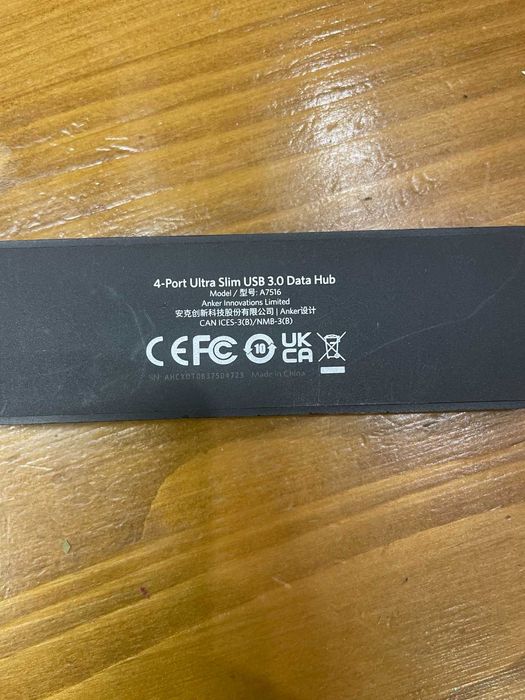 4-Port Ultra Slim USB 3.0 Data Hub
Model / 型号: A7516
Anker Innovations Limited
安克创新科技股份有限公司 | Anker设计
CAN ICES-3(B)/NMB-3(B)
CE FC 10 UK CA
SN: AHCX0T0837504723 Made in China